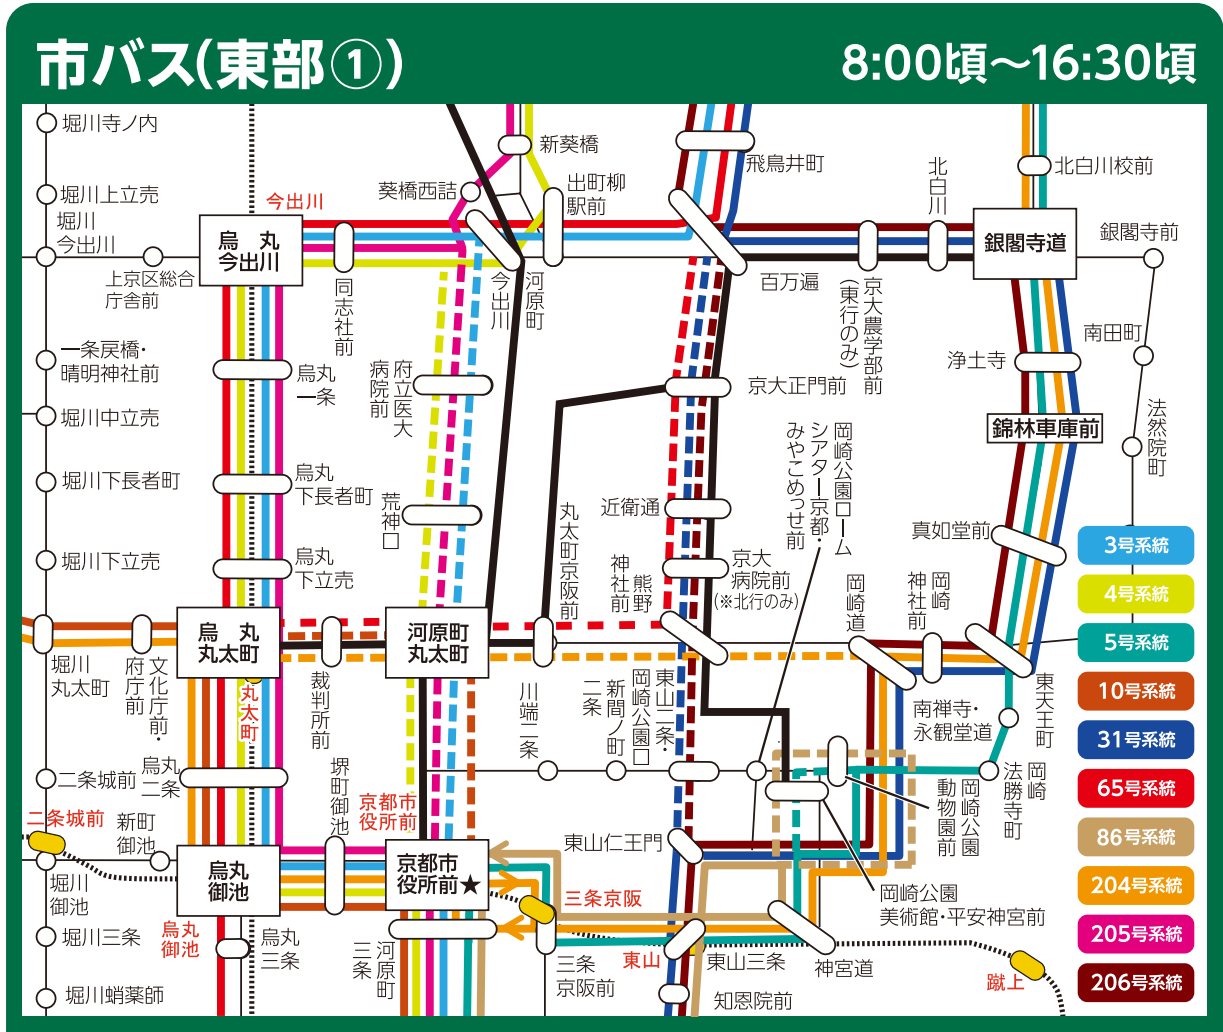 市バス(東部①)
8:00頃～16:30頃
堀川寺ノ内
新葵橋
飛鳥井町
北白川
北白川校前
堀川上立売
今出川
葵橋西詰
出町柳
駅前
堀川
今出川
烏　丸
今出川
銀閣寺道
銀閣寺前
上京区総合
庁舎前
同志社前
今出川
河原町
百万遍
京大農学部前
(東行のみ)
南田町
一条戻橋・
晴明神社前
烏丸
一条
府立医大
病院前
京大正門前
浄土寺
堀川中立売
錦林車庫前
法然院町
岡崎公園ローム
シアター京都・
みやこめっせ前
堀川下長者町
烏丸
下長者町
荒神口
丸太町京阪前
近衛通
真如堂前
堀川下立売
烏丸
下立売
熊野
神社前
京大
病院前
(※北行のみ)
岡崎道
岡崎
神社前
3号系統
4号系統
5号系統
10号系統
31号系統
65号系統
86号系統
204号系統
205号系統
206号系統
烏　丸
丸太町
河原町
丸太町
堀川
丸太町
文化庁前・
府庁前
丸太町
裁判所前
川端二条
新間ノ町
二条
東山二条・
岡崎公園口
南禅寺・
永観堂道
東天王町
二条城前
烏丸
二条
堺町御池
岡崎
法勝寺町
岡崎公園
動物園前
二条城前
新町
御池
京都市
役所前
東山仁王門
烏丸
御池
京都市
役所前★
堀川
御池
三条京阪
岡崎公園
美術館・平安神宮前
堀川三条
烏丸
御池
烏丸
三条
河原町
三条
三条
京阪前
東山
東山三条
神宮道
蹴上
堀川蛸薬師
知恩院前